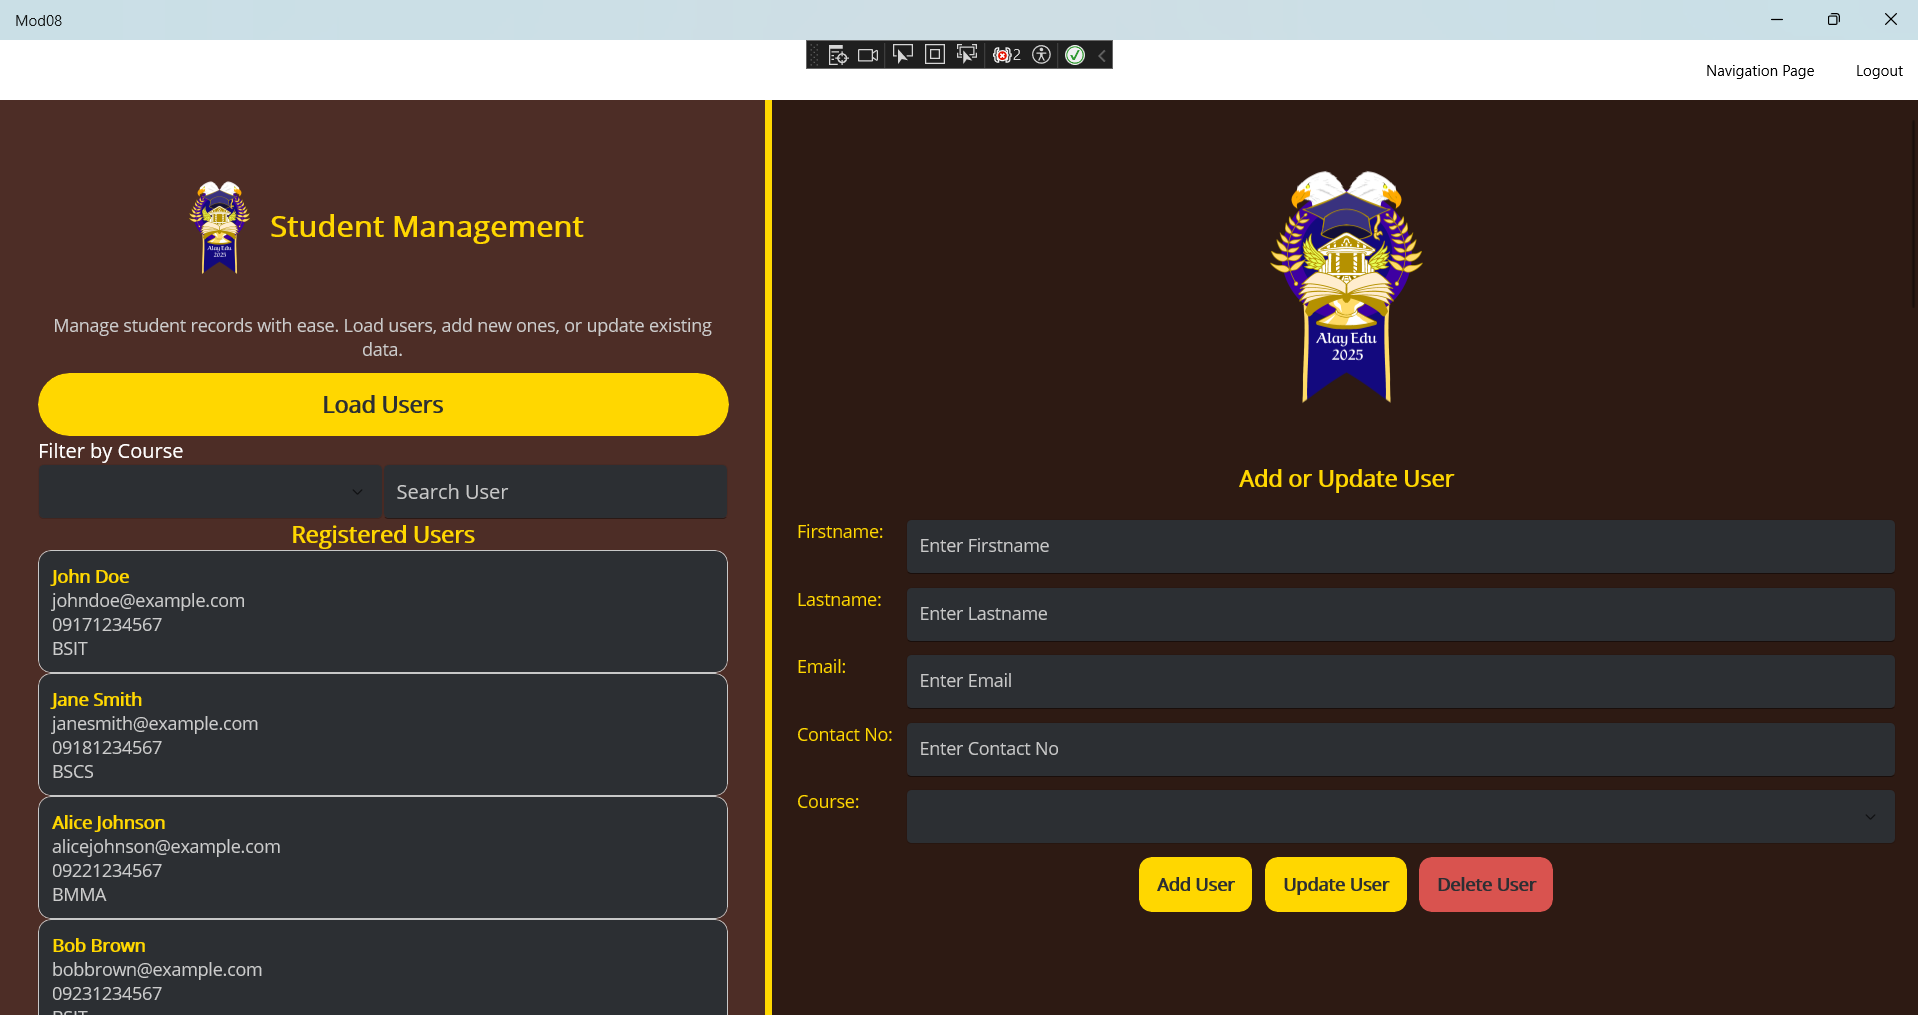 Mod08
2
Navigation Page
Logout
Alay Edu
2025
Student Management
Manage student records with ease. Load users, add new ones, or update existing
data.
Load Users
Filter by Course
Search User
Registered Users
John Doe
johndoe@example.com
09171234567
BSIT
Jane Smith
janesmith@example.com
09181234567
BSCS
Alice Johnson
alicejohnson@example.com
09221234567
BMMA
Bob Brown
bobbrown@example.com
09231234567
BSIT
Alay Edu
2025
Add or Update User
Firstname:
Enter Firstname
Lastname:
Enter Lastname
Email:
Enter Email
Contact No:
Enter Contact No
Course:
Add User
Update User
Delete User